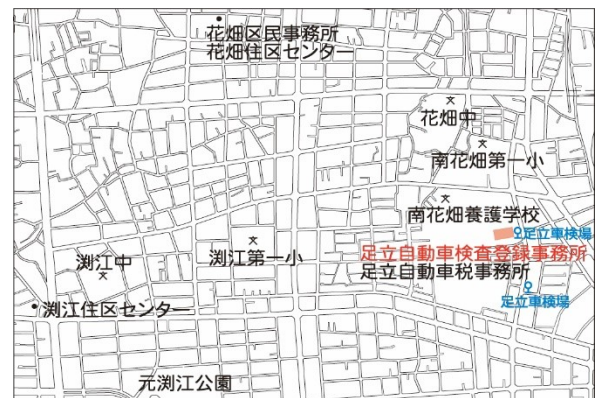 花畑区民事務所
花畑住区センター
花畑中
南花畑第一小
南花畑養護学校
足立車検場
足立自動車検査登録事務所
足立自動車税事務所
足立車検場
渕江第一小
渕江中
渕江住区センター
元渕江公園